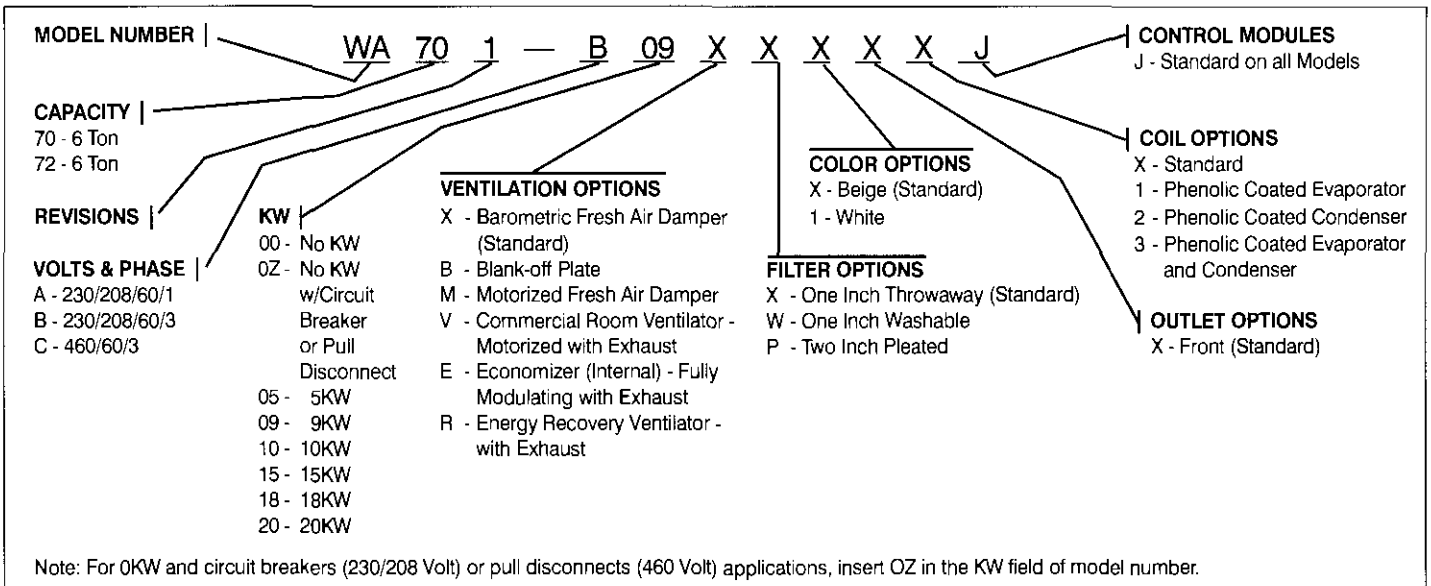 MODEL NUMBER
WA 70 1 — B 09 X X X X X J
CONTROL MODULES
J - Standard on all Models
CAPACITY
70 - 6 Ton
72 - 6 Ton
REVISIONS
VOLTS & PHASE
A - 230/208/60/1
B - 230/208/60/3
C - 460/60/3
KW
00 - No KW
0Z - No KW
w/Circuit
Breaker
or Pull
Disconnect
05 - 5KW
09 - 9KW
10 - 10KW
15 - 15KW
18 - 18KW
20 - 20KW
VENTILATION OPTIONS
X - Barometric Fresh Air Damper
(Standard)
B - Blank-off Plate
M - Motorized Fresh Air Damper
V - Commercial Room Ventilator -
Motorized with Exhaust
E - Economizer (Internal) - Fully
Modulating with Exhaust
R - Energy Recovery Ventilator -
with Exhaust
COLOR OPTIONS
X - Beige (Standard)
1 - White
FILTER OPTIONS
X - One Inch Throwaway (Standard)
W - One Inch Washable
P - Two Inch Pleated
COIL OPTIONS
X - Standard
1 - Phenolic Coated Evaporator
2 - Phenolic Coated Condenser
3 - Phenolic Coated Evaporator
and Condenser
OUTLET OPTIONS
X - Front (Standard)
Note: For 0KW and circuit breakers (230/208 Volt) or pull disconnects (460 Volt) applications, insert OZ in the KW field of model number.